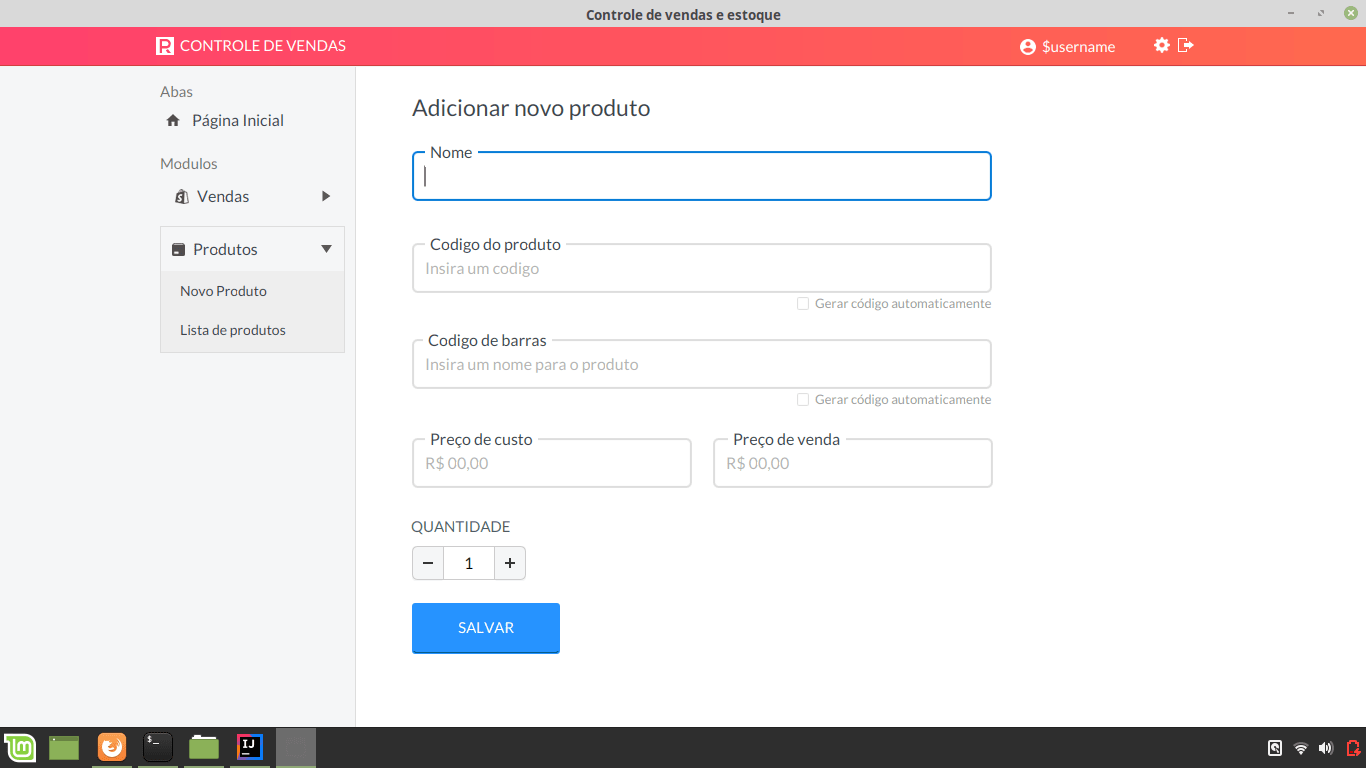 Controle de vendas e estoque
CONTROLE DE VENDAS
$username
Abas
Página Inicial
Modulos
Vendas
Produtos
Novo Produto
Lista de produtos
Adicionar novo produto
Nome
Codigo do produto
Insira um codigo
Gerar código automaticamente
Codigo de barras
Insira um nome para o produto
Gerar código automaticamente
Preço de custo
R$ 00,00
Preço de venda
R$ 00,00
QUANTIDADE
− 1 +
SALVAR
$_
IJ